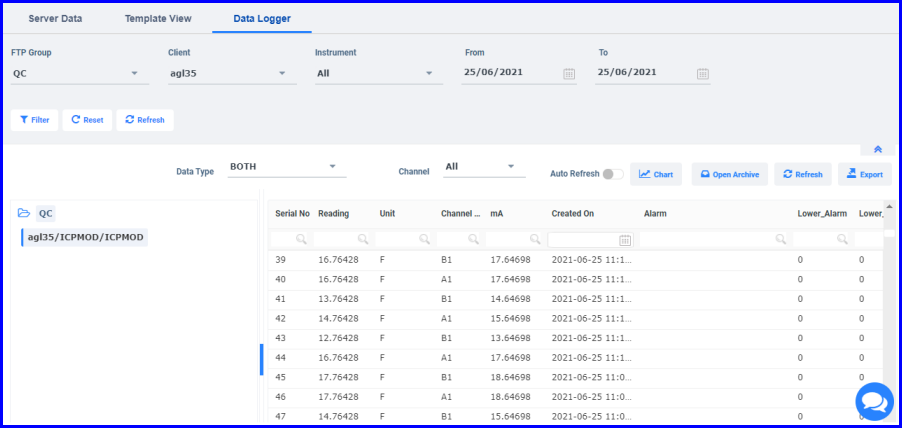 Server Data Template View Data Logger
FTP Group Client Instrument From To
QC agl35 All 25/06/2021 25/06/2021
Filter Reset Refresh
Data Type BOTH Channel All Auto Refresh Chart Open Archive Refresh Export
QC
agl35/ICPMOD/ICPMOD
Serial No Reading Unit Channel ... mA Created On Alarm Lower_Alarm Lower_
39 16.76428 F B1 17.64698 2021-06-25 11:1... 0 0
40 16.76428 F A1 17.64698 2021-06-25 11:1... 0 0
41 13.76428 F B1 14.64698 2021-06-25 11:1... 0 0
42 14.76428 F A1 15.64698 2021-06-25 11:1... 0 0
43 12.76428 F B1 13.64698 2021-06-25 11:1... 0 0
44 16.76428 F A1 17.64698 2021-06-25 11:1... 0 0
45 17.76428 F B1 18.64698 2021-06-25 11:0... 0 0
46 17.76428 F A1 18.64698 2021-06-25 11:0... 0
47 14.76428 F B1 15.64698 2021-06-25 11:0... 0 0